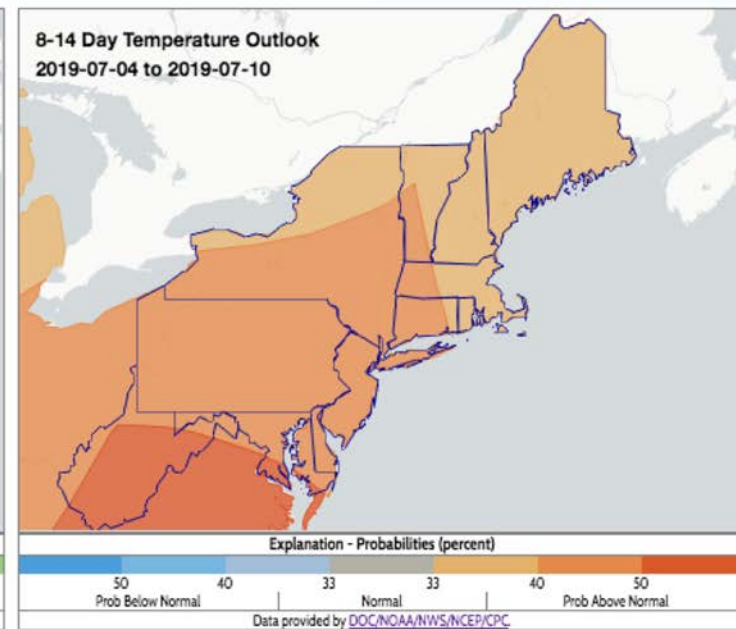 8-14 Day Temperature Outlook
2019-07-04 to 2019-07-10
Explanation - Probabilities (percent)
50 40 33 33 40 50
Prob Below Normal Normal Prob Above Normal
Data provided by DOC/NOAA/NWS/NCEP/CPC.